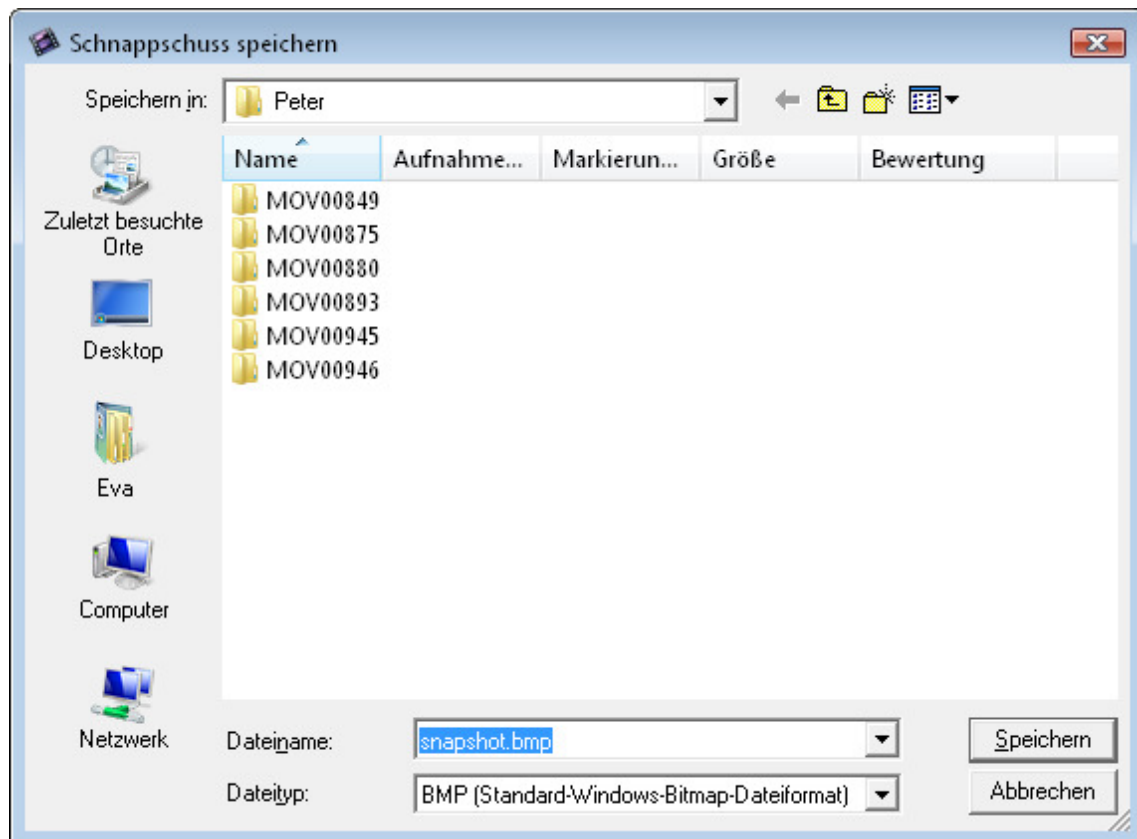 Schnappschuss speichern
Speichern in: Peter
Name Aufnahme... Markierun... Größe Bewertung
MOV00849
MOV00875
MOV00880
MOV00893
MOV00945
MOV00946
Zuletzt besuchte
Orte
Desktop
Eva
Computer
Netzwerk
Dateiname: snapshot.bmp Speichern
Dateityp: BMP (Standard-Windows-Bitmap-Dateiformat) Abbrechen